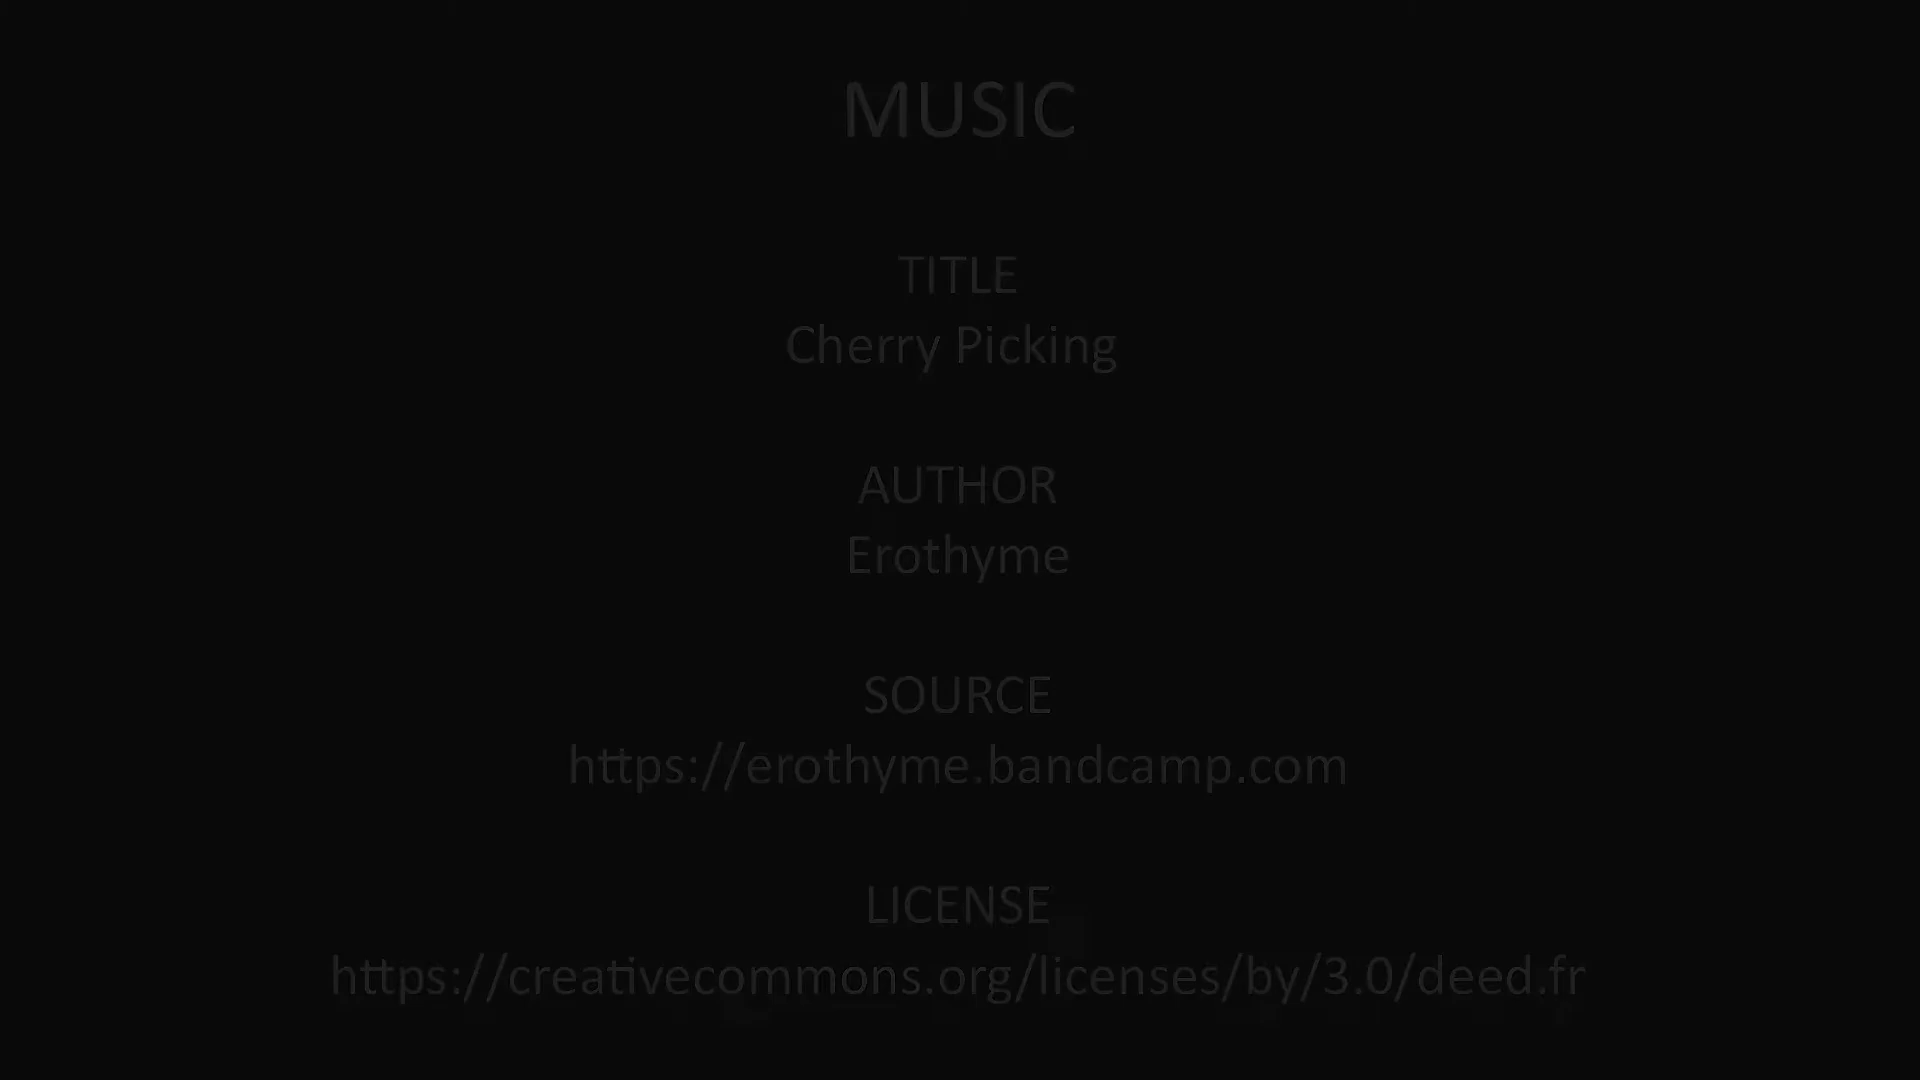 MUSIC
TITLE
Cherry Picking
AUTHOR
Erothyme
SOURCE
https://erothyme.bandcamp.com
LICENSE
https://creativecommons.org/licenses/by/3.0/deed.fr